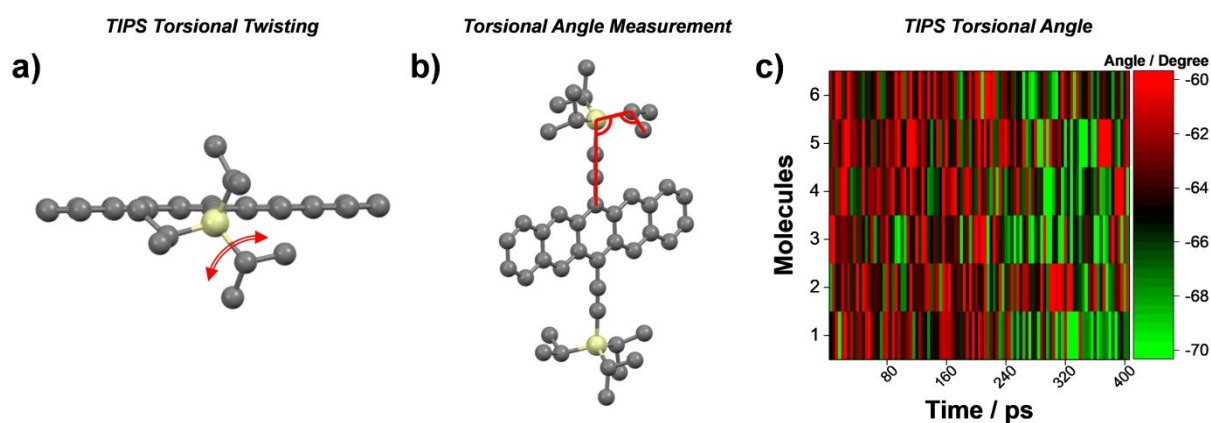 TIPS Torsional Twisting
Torsional Angle Measurement
TIPS Torsional Angle
a)
b)
c)
Angle / Degree
Molecules
6
5
4
3
2
1
-60
-62
-64
-66
-68
-70
80
160
240
320
400
Time / ps